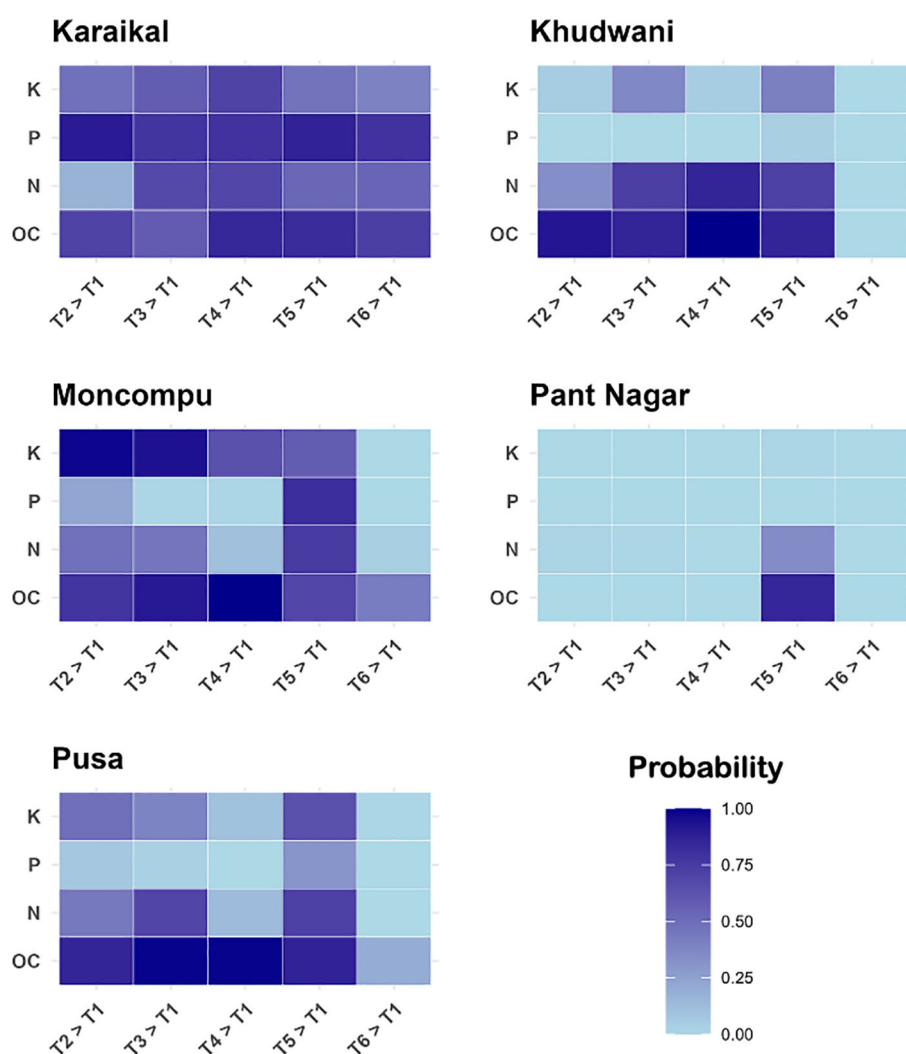 Karaikal
K
P
N
OC
T2 > T1
T3 > T1
T4 > T1
T5 > T1
T6 > T1
Khudwani
K
P
N
OC
T2 > T1
T3 > T1
T4 > T1
T5 > T1
T6 > T1
Moncompu
K
P
N
OC
T2 > T1
T3 > T1
T4 > T1
T5 > T1
T6 > T1
Pant Nagar
K
P
N
OC
T2 > T1
T3 > T1
T4 > T1
T5 > T1
T6 > T1
Pusa
K
P
N
OC
T2 > T1
T3 > T1
T4 > T1
T5 > T1
T6 > T1
Probability
1.00
0.75
0.50
0.25
0.00